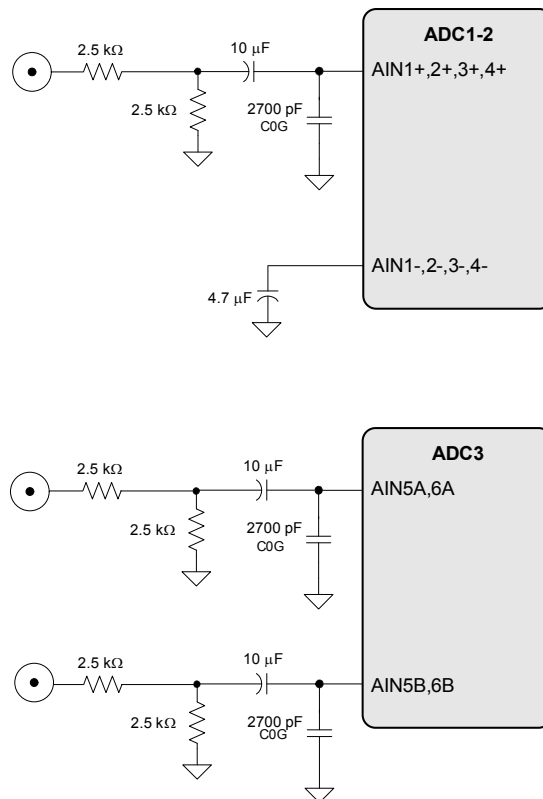 ADC1-2
2.5 kΩ
10 µF
AIN1+,2+,3+,4+
2.5 kΩ
2700 pF
C0G
AIN1-,2-,3-,4-
4.7 µF
ADC3
2.5 kΩ
10 µF
AIN5A,6A
2.5 kΩ
2700 pF
C0G
2.5 kΩ
10 µF
AIN5B,6B
2.5 kΩ
2700 pF
C0G